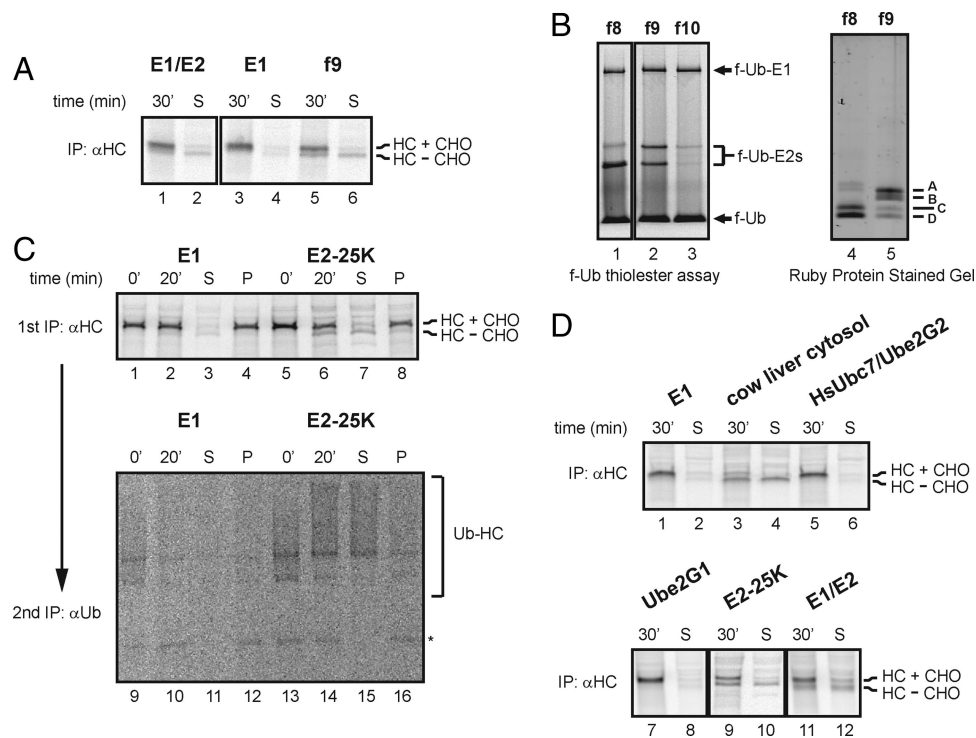 A
E1/E2 E1 f9
time (min) 30' S 30' S 30' S
IP: αHC
HC + CHO
HC − CHO
1 2 3 4 5 6
B
f8 f9 f10
f-Ub-E1
f-Ub-E2s
f-Ub
1 2 3
f-Ub thiolester assay
f8 f9
A
B
C
D
4 5
Ruby Protein Stained Gel
C
E1 E2-25K
time (min) 0' 20' S P 0' 20' S P
1st IP: αHC
HC + CHO
HC − CHO
1 2 3 4 5 6 7 8
E1 E2-25K
0' 20' S P 0' 20' S P
Ub-HC
2nd IP: αUb
*
9 10 11 12 13 14 15 16
D
E1 cow liver cytosol HsUbc7/Ube2G2
time (min) 30' S 30' S 30' S
IP: αHC
HC + CHO
HC − CHO
1 2 3 4 5 6
Ube2G1 E2-25K E1/E2
30' S 30' S 30' S
IP: αHC
HC + CHO
HC − CHO
7 8 9 10 11 12